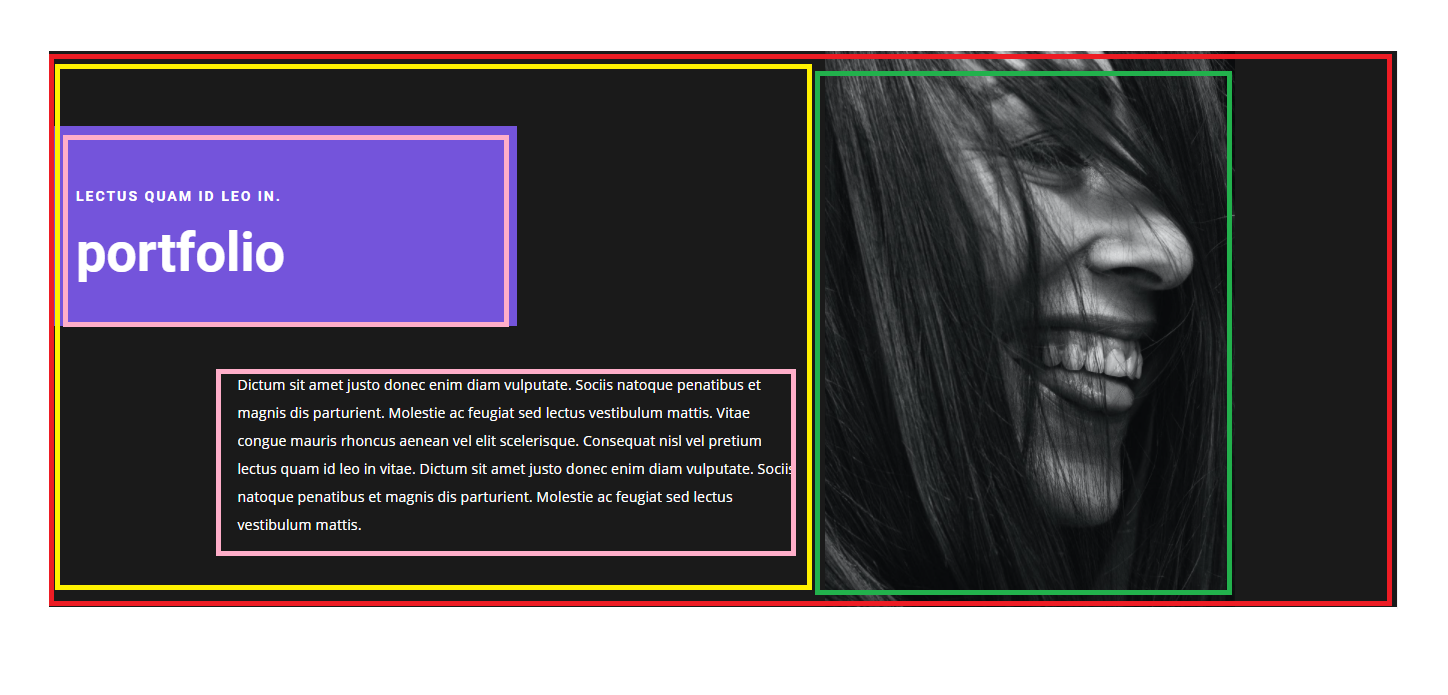 LECTUS QUAM ID LEO IN.
portfolio
Dictum sit amet justo donec enim diam vulputate. Sociis natoque penatibus et
magnis dis parturient. Molestie ac feugiat sed lectus vestibulum mattis. Vitae
congue mauris rhoncus aenean vel elit scelerisque. Consequat nisl vel pretium
lectus quam id leo in vitae. Dictum sit amet justo donec enim diam vulputate. Sociis
natoque penatibus et magnis dis parturient. Molestie ac feugiat sed lectus
vestibulum mattis.